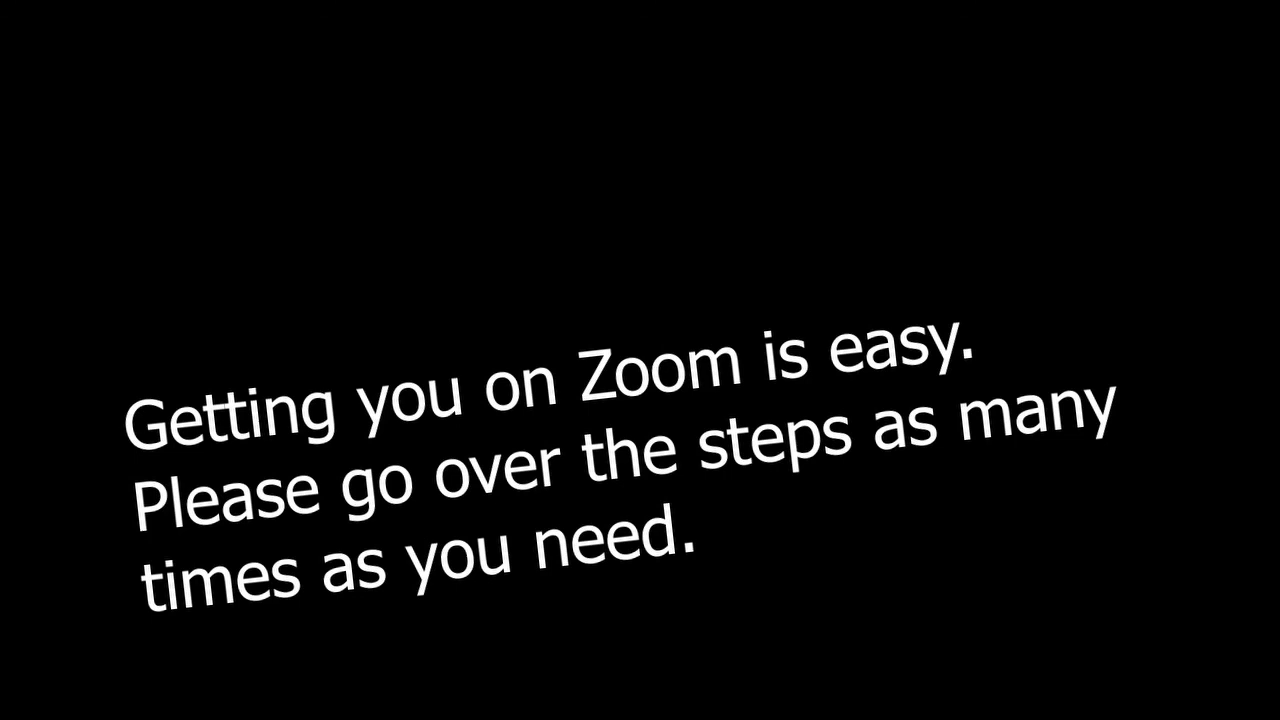 Getting you on Zoom is easy.
Please go over the steps as many
times as you need.